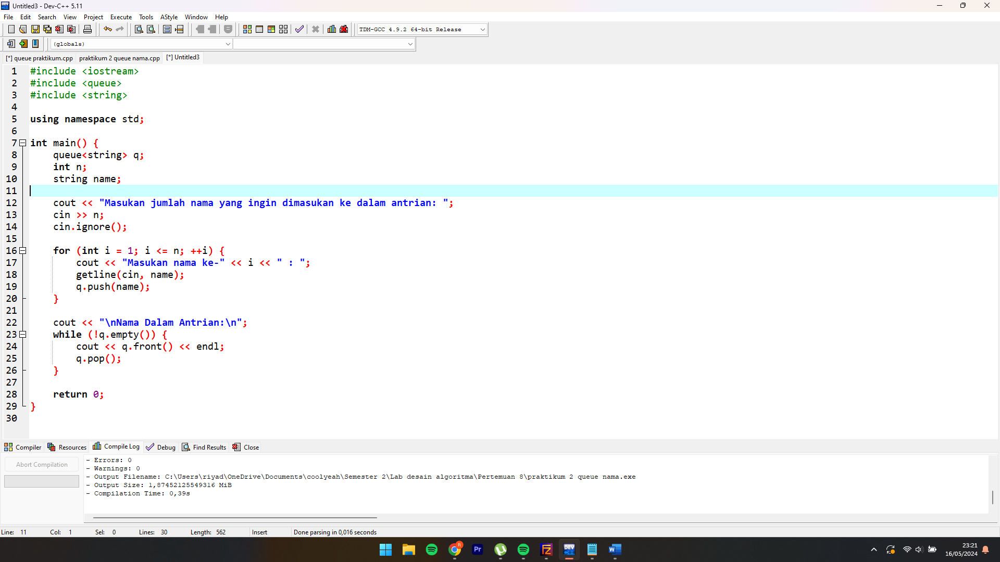 Untitled3 - Dev-C++ 5.11
File Edit Search View Project Execute Tools AStyle Window Help
TDM-GCC 4.9.2 64-bit Release
(globals)
[*] queue praktikum.cpp praktikum 2 queue nama.cpp [*] Untitled3
1 #include <iostream>
2 #include <queue>
3 #include <string>
4
5 using namespace std;
6
7 int main() {
8 queue<string> q;
9 int n;
10 string name;
11
12 cout << "Masukan jumlah nama yang ingin dimasukan ke dalam antrian: ";
13 cin >> n;
14 cin.ignore();
15
16 for (int i = 1; i <= n; ++i) {
17 cout << "Masukan nama ke-" << i << " : ";
18 getline(cin, name);
19 q.push(name);
20 }
21
22 cout << "\nNama Dalam Antrian:\n";
23 while (!q.empty()) {
24 cout << q.front() << endl;
25 q.pop();
26 }
27
28 return 0;
29 }
30
Compiler Resources Compile Log Debug Find Results Close
Abort Compilation
- Errors: 0
- Warnings: 0
- Output Filename: C:\Users\riyad\OneDrive\Documents\coolyeah\Semester 2\Lab desain algoritma\Pertemuan 8\praktikum 2 queue nama.exe
- Output Size: 1,87452125549316 MiB
- Compilation Time: 0,39s
Line: 11 Col: 1 Sel: 0 Lines: 30 Length: 562 Insert Done parsing in 0,016 seconds
R
Pr
DEV
W
23:21
16/05/2024